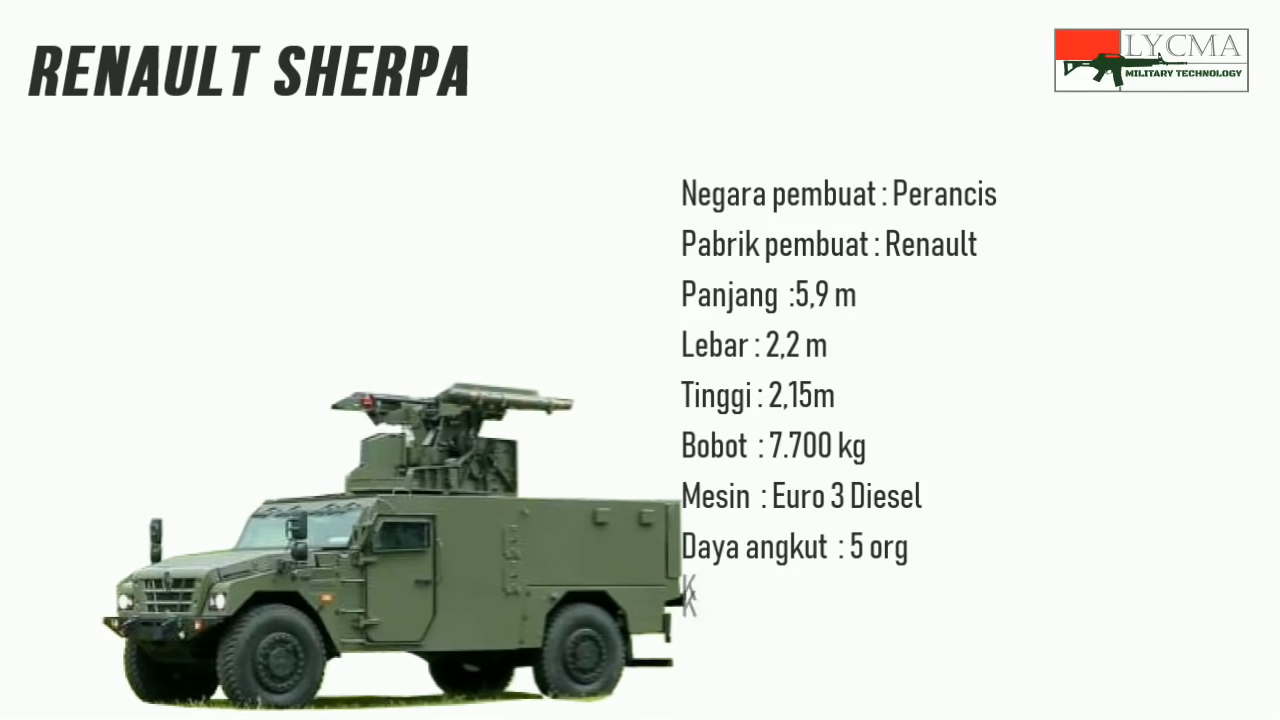 RENAULT SHERPA
LYCMA
MILITARY TECHNOLOGY
Negara pembuat : Perancis
Pabrik pembuat : Renault
Panjang :5,9 m
Lebar : 2,2 m
Tinggi : 2,15m
Bobot : 7.700 kg
Mesin : Euro 3 Diesel
Daya angkut : 5 org
K
K